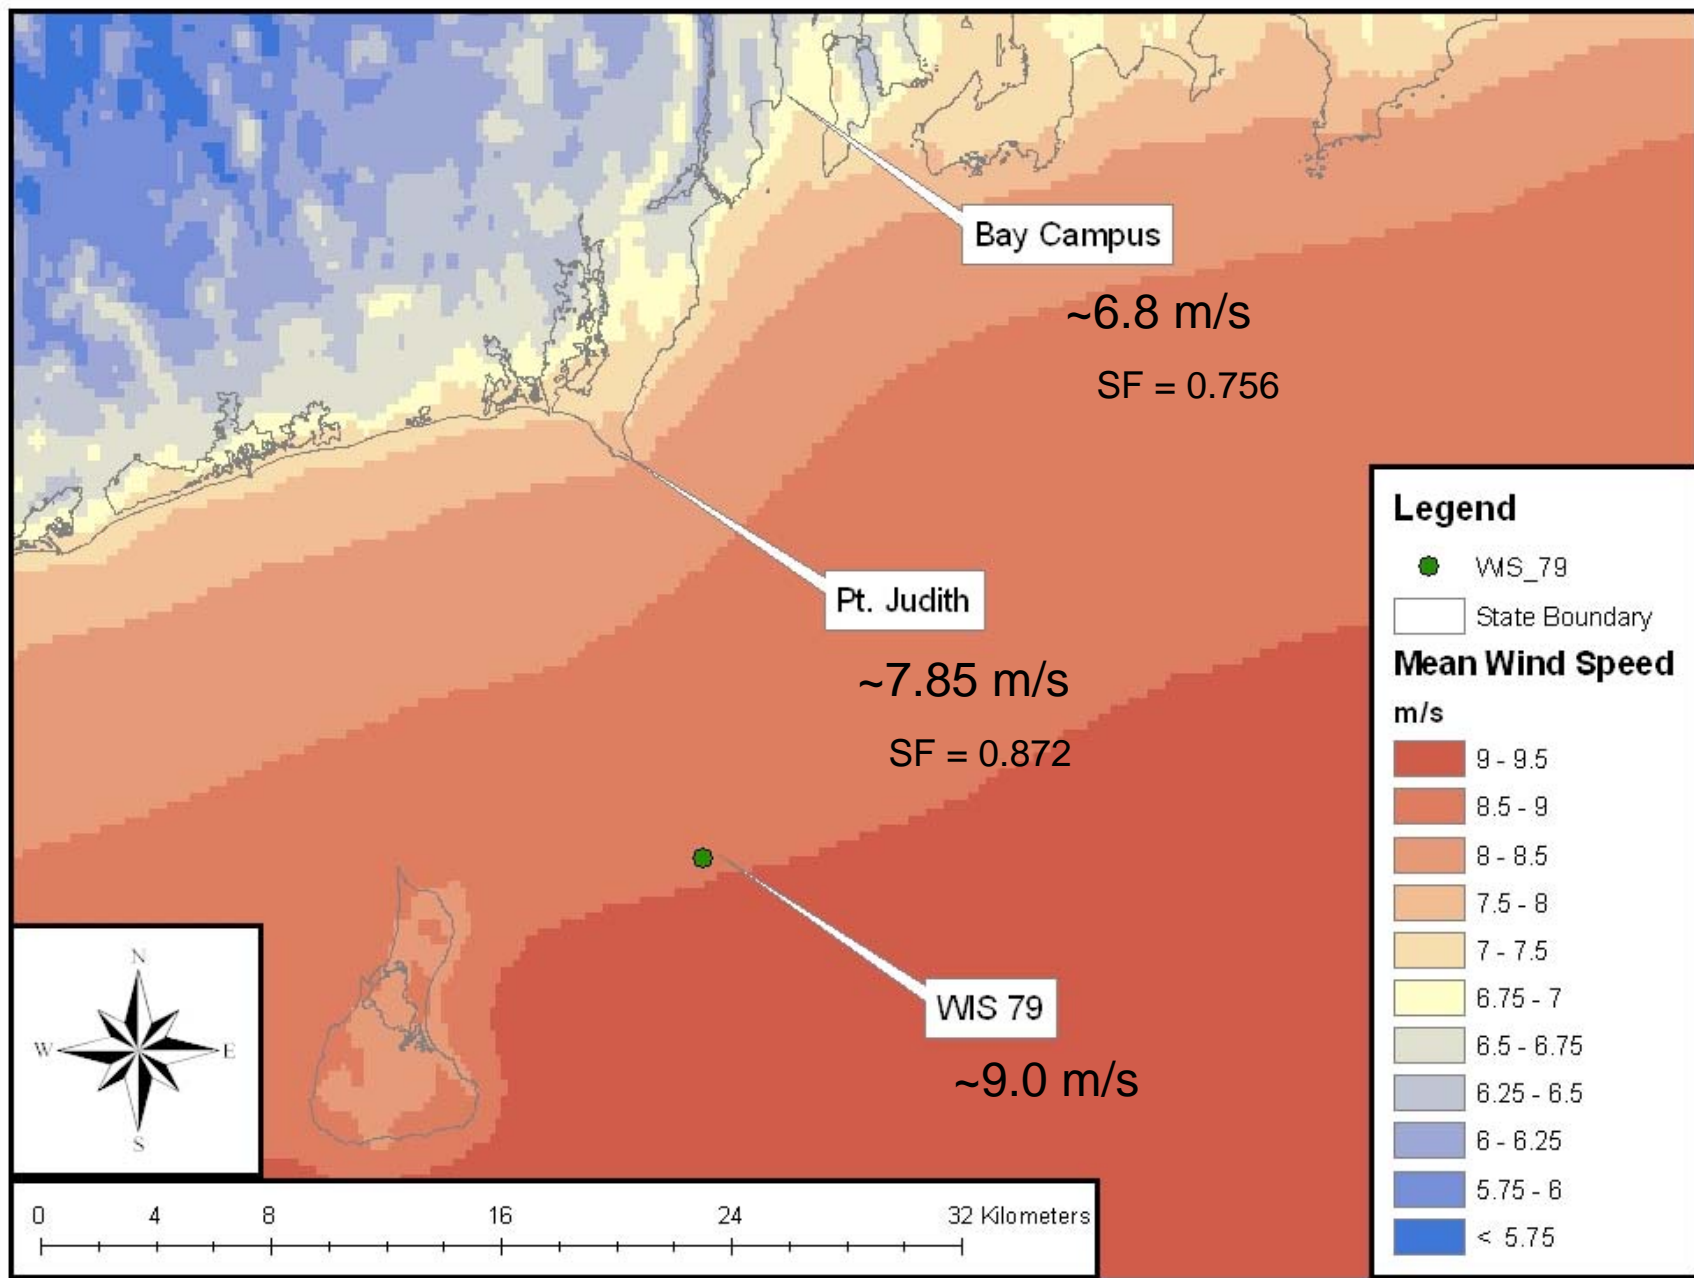 Bay Campus
~6.8 m/s
SF = 0.756
Pt. Judith
~7.85 m/s
SF = 0.872
WIS 79
~9.0 m/s
N
W
E
S
0 4 8 16 24 32 Kilometers
Legend
WIS_79
State Boundary
Mean Wind Speed
m/s
9 - 9.5
8.5 - 9
8 - 8.5
7.5 - 8
7 - 7.5
6.75 - 7
6.5 - 6.75
6.25 - 6.5
6 - 6.25
5.75 - 6
< 5.75